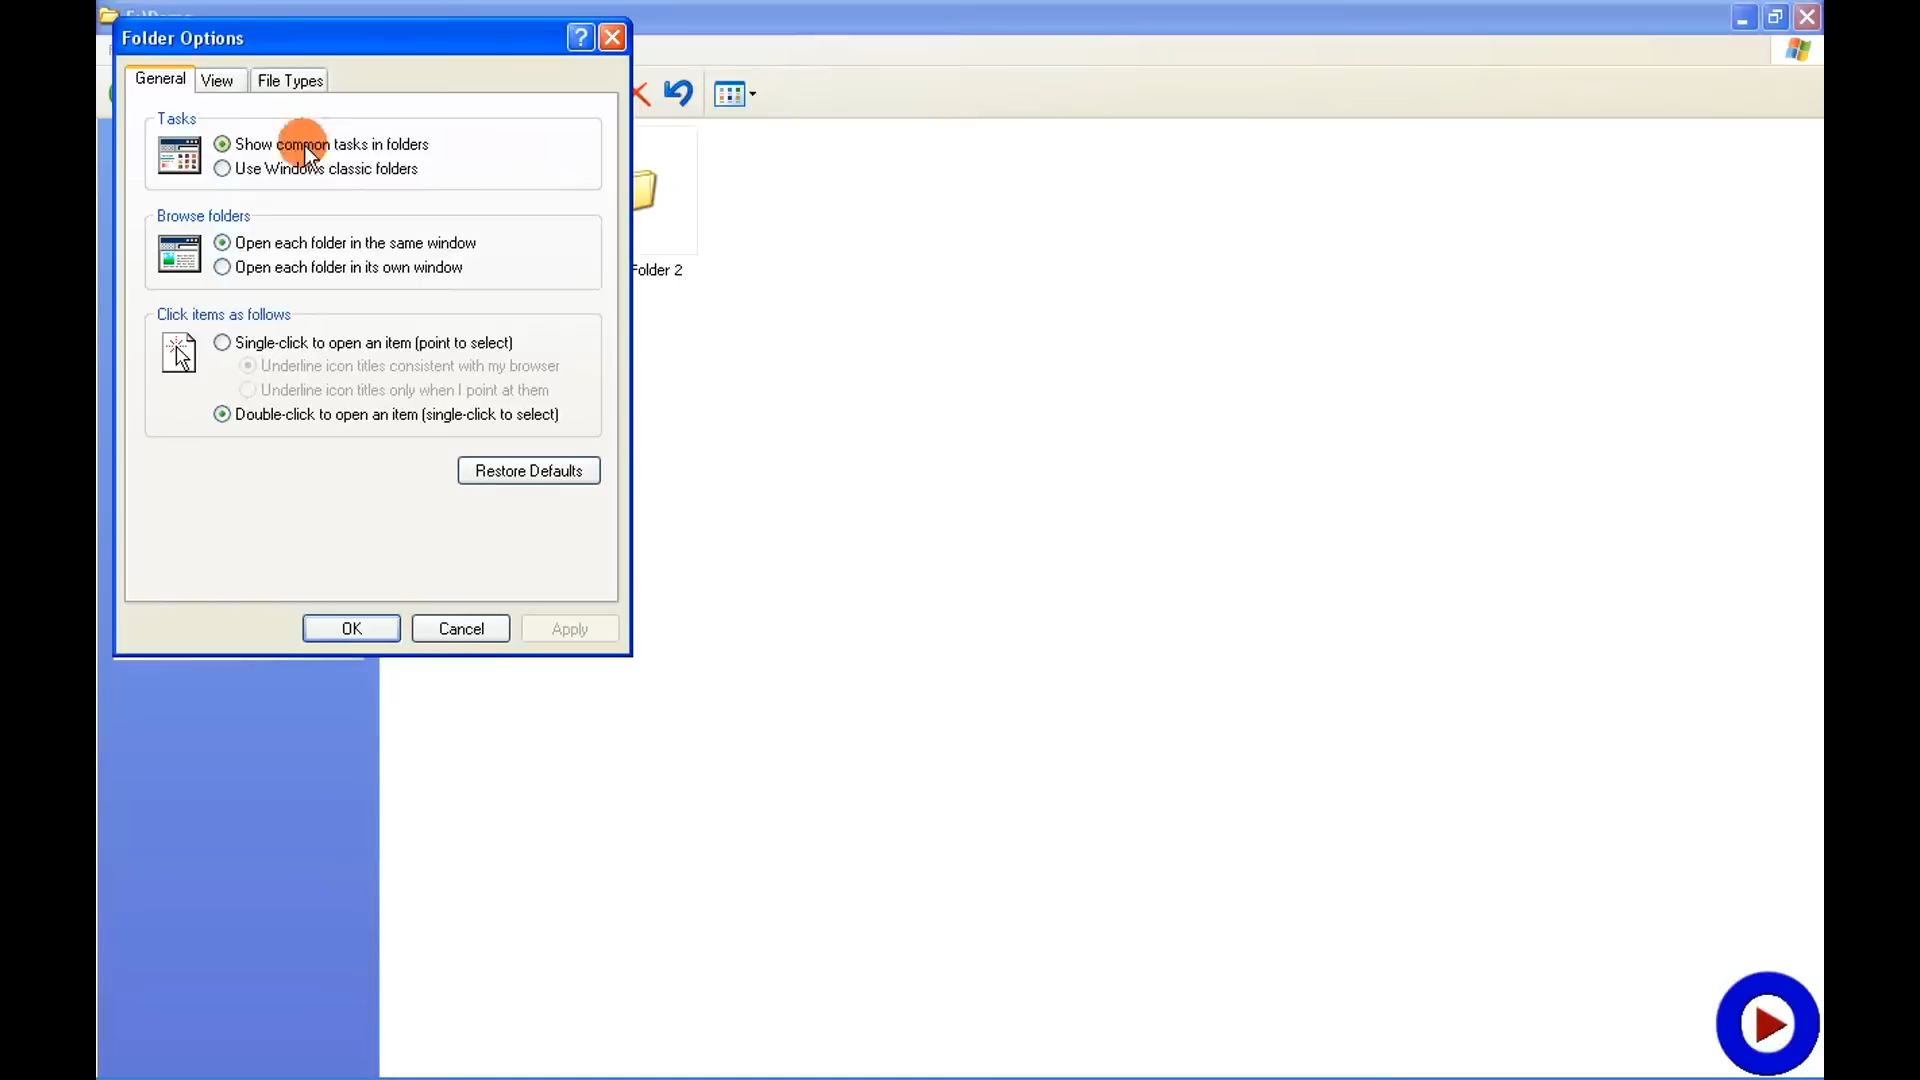 Folder Options
General
View
File Types
Tasks
Show common tasks in folders
Use Windows classic folders
Browse folders
Open each folder in the same window
Open each folder in its own window
Click items as follows
Single-click to open an item (point to select)
Underline icon titles consistent with my browser
Underline icon titles only when I point at them
Double-click to open an item (single-click to select)
Restore Defaults
OK
Cancel
Apply
Folder 2